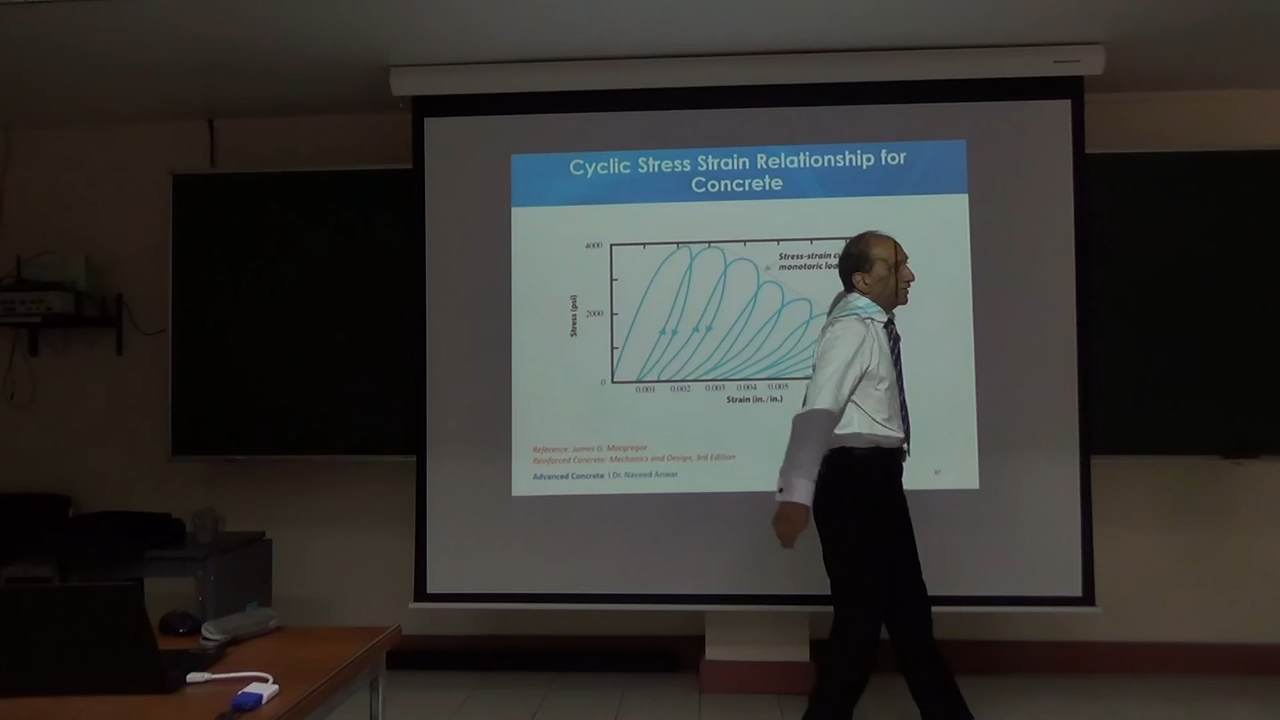 Cyclic Stress Strain Relationship for
Concrete
4000
Stress-strain
monotoric
Stress (psi)
2000
0
0.001 0.002 0.003 0.004 0.005
Strain (in./in.)
Reference: James G. Macgregor
Reinforced Concrete: Mechanics and Design, 3rd Edition
Advanced Concrete | Dr. Naveed Anwar